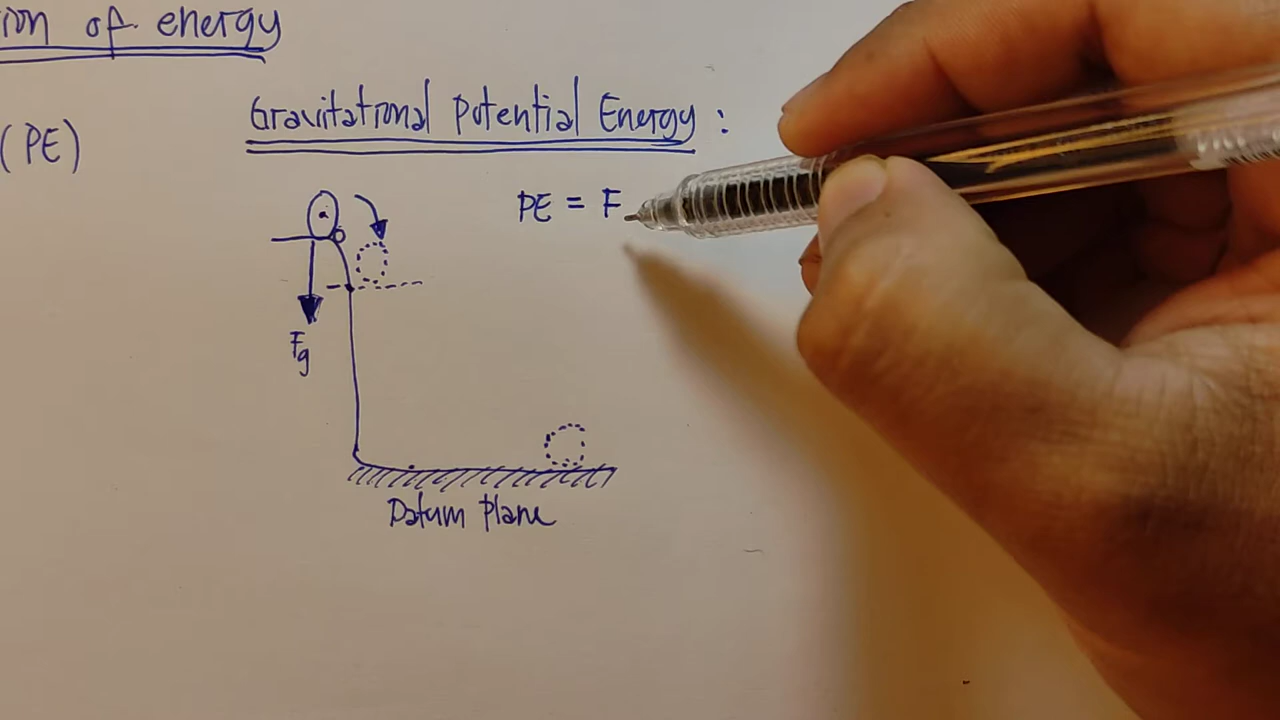 ion of energy
(PE)
Gravitational Potential Energy :
PE = F
a
Fg
Datum Plane